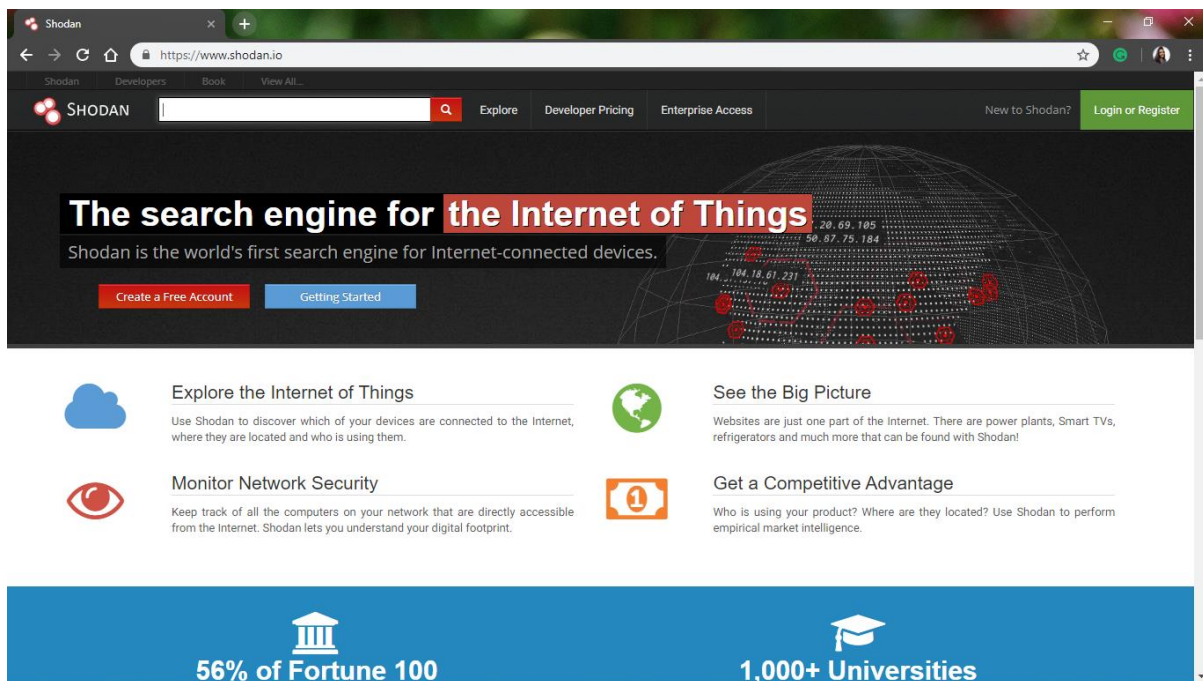 Shodan
https://www.shodan.io
Shodan Developers Book View All...
SHODAN Explore Developer Pricing Enterprise Access New to Shodan? Login or Register
The search engine for the Internet of Things
Shodan is the world's first search engine for Internet-connected devices.
Create a Free Account Getting Started
.20.69.105
50.87.75.184
104.18.61.231
104.
Explore the Internet of Things
Use Shodan to discover which of your devices are connected to the Internet,
where they are located and who is using them.
See the Big Picture
Websites are just one part of the Internet. There are power plants, Smart TVs,
refrigerators and much more that can be found with Shodan!
Monitor Network Security
Keep track of all the computers on your network that are directly accessible
from the Internet. Shodan lets you understand your digital footprint.
1
Get a Competitive Advantage
Who is using your product? Where are they located? Use Shodan to perform
empirical market intelligence.
56% of Fortune 100
1,000+ Universities